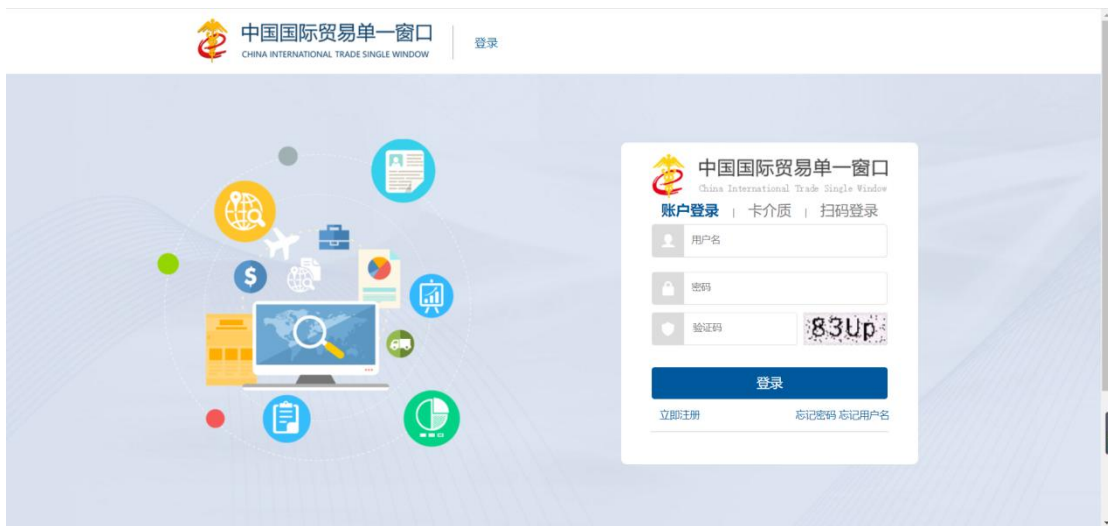 中国国际贸易单一窗口
CHINA INTERNATIONAL TRADE SINGLE WINDOW
登录
中国国际贸易单一窗口
China International Trade Single Window
账户登录 | 卡介质 | 扫码登录
用户名
密码
验证码 83Up
登录
立即注册 忘记密码 忘记用户名